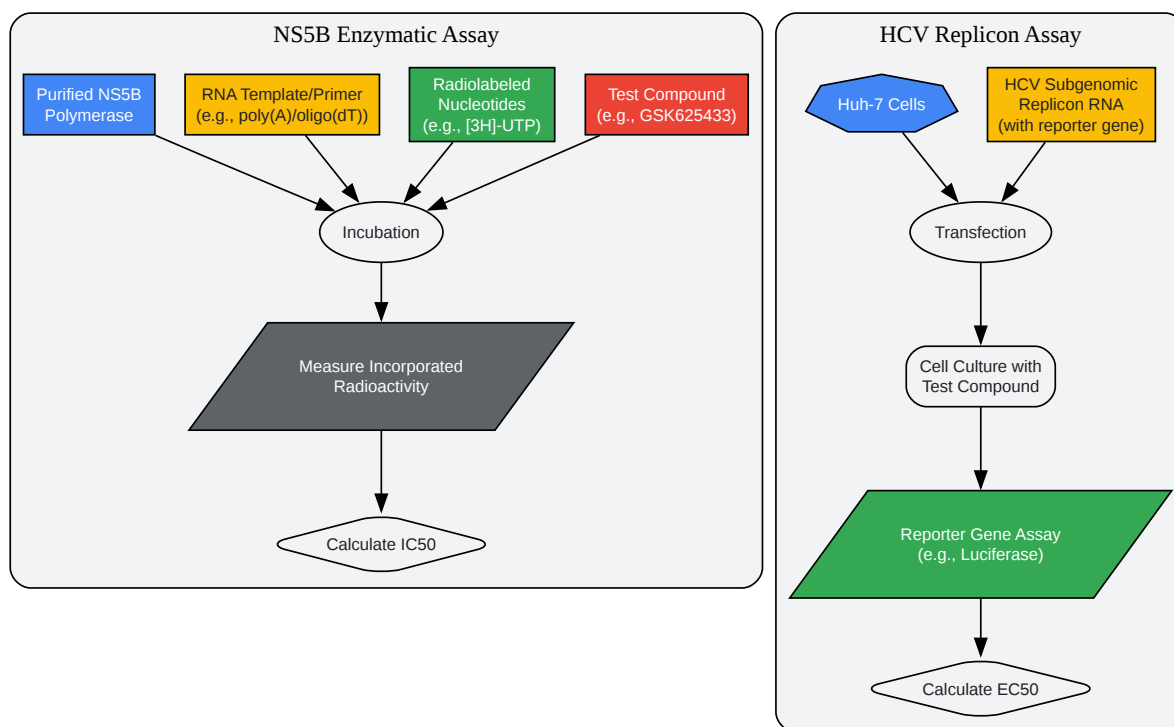 NS5B Enzymatic Assay
Purified NS5B
Polymerase
RNA Template/Primer
(e.g., poly(A)/oligo(dT))
Radiolabeled
Nucleotides
(e.g., [3H]-UTP)
Test Compound
(e.g., GSK625433)
Incubation
Measure Incorporated
Radioactivity
Calculate IC50
HCV Replicon Assay
Huh-7 Cells
HCV Subgenomic
Replicon RNA
(with reporter gene)
Transfection
Cell Culture with
Test Compound
Reporter Gene Assay
(e.g., Luciferase)
Calculate EC50